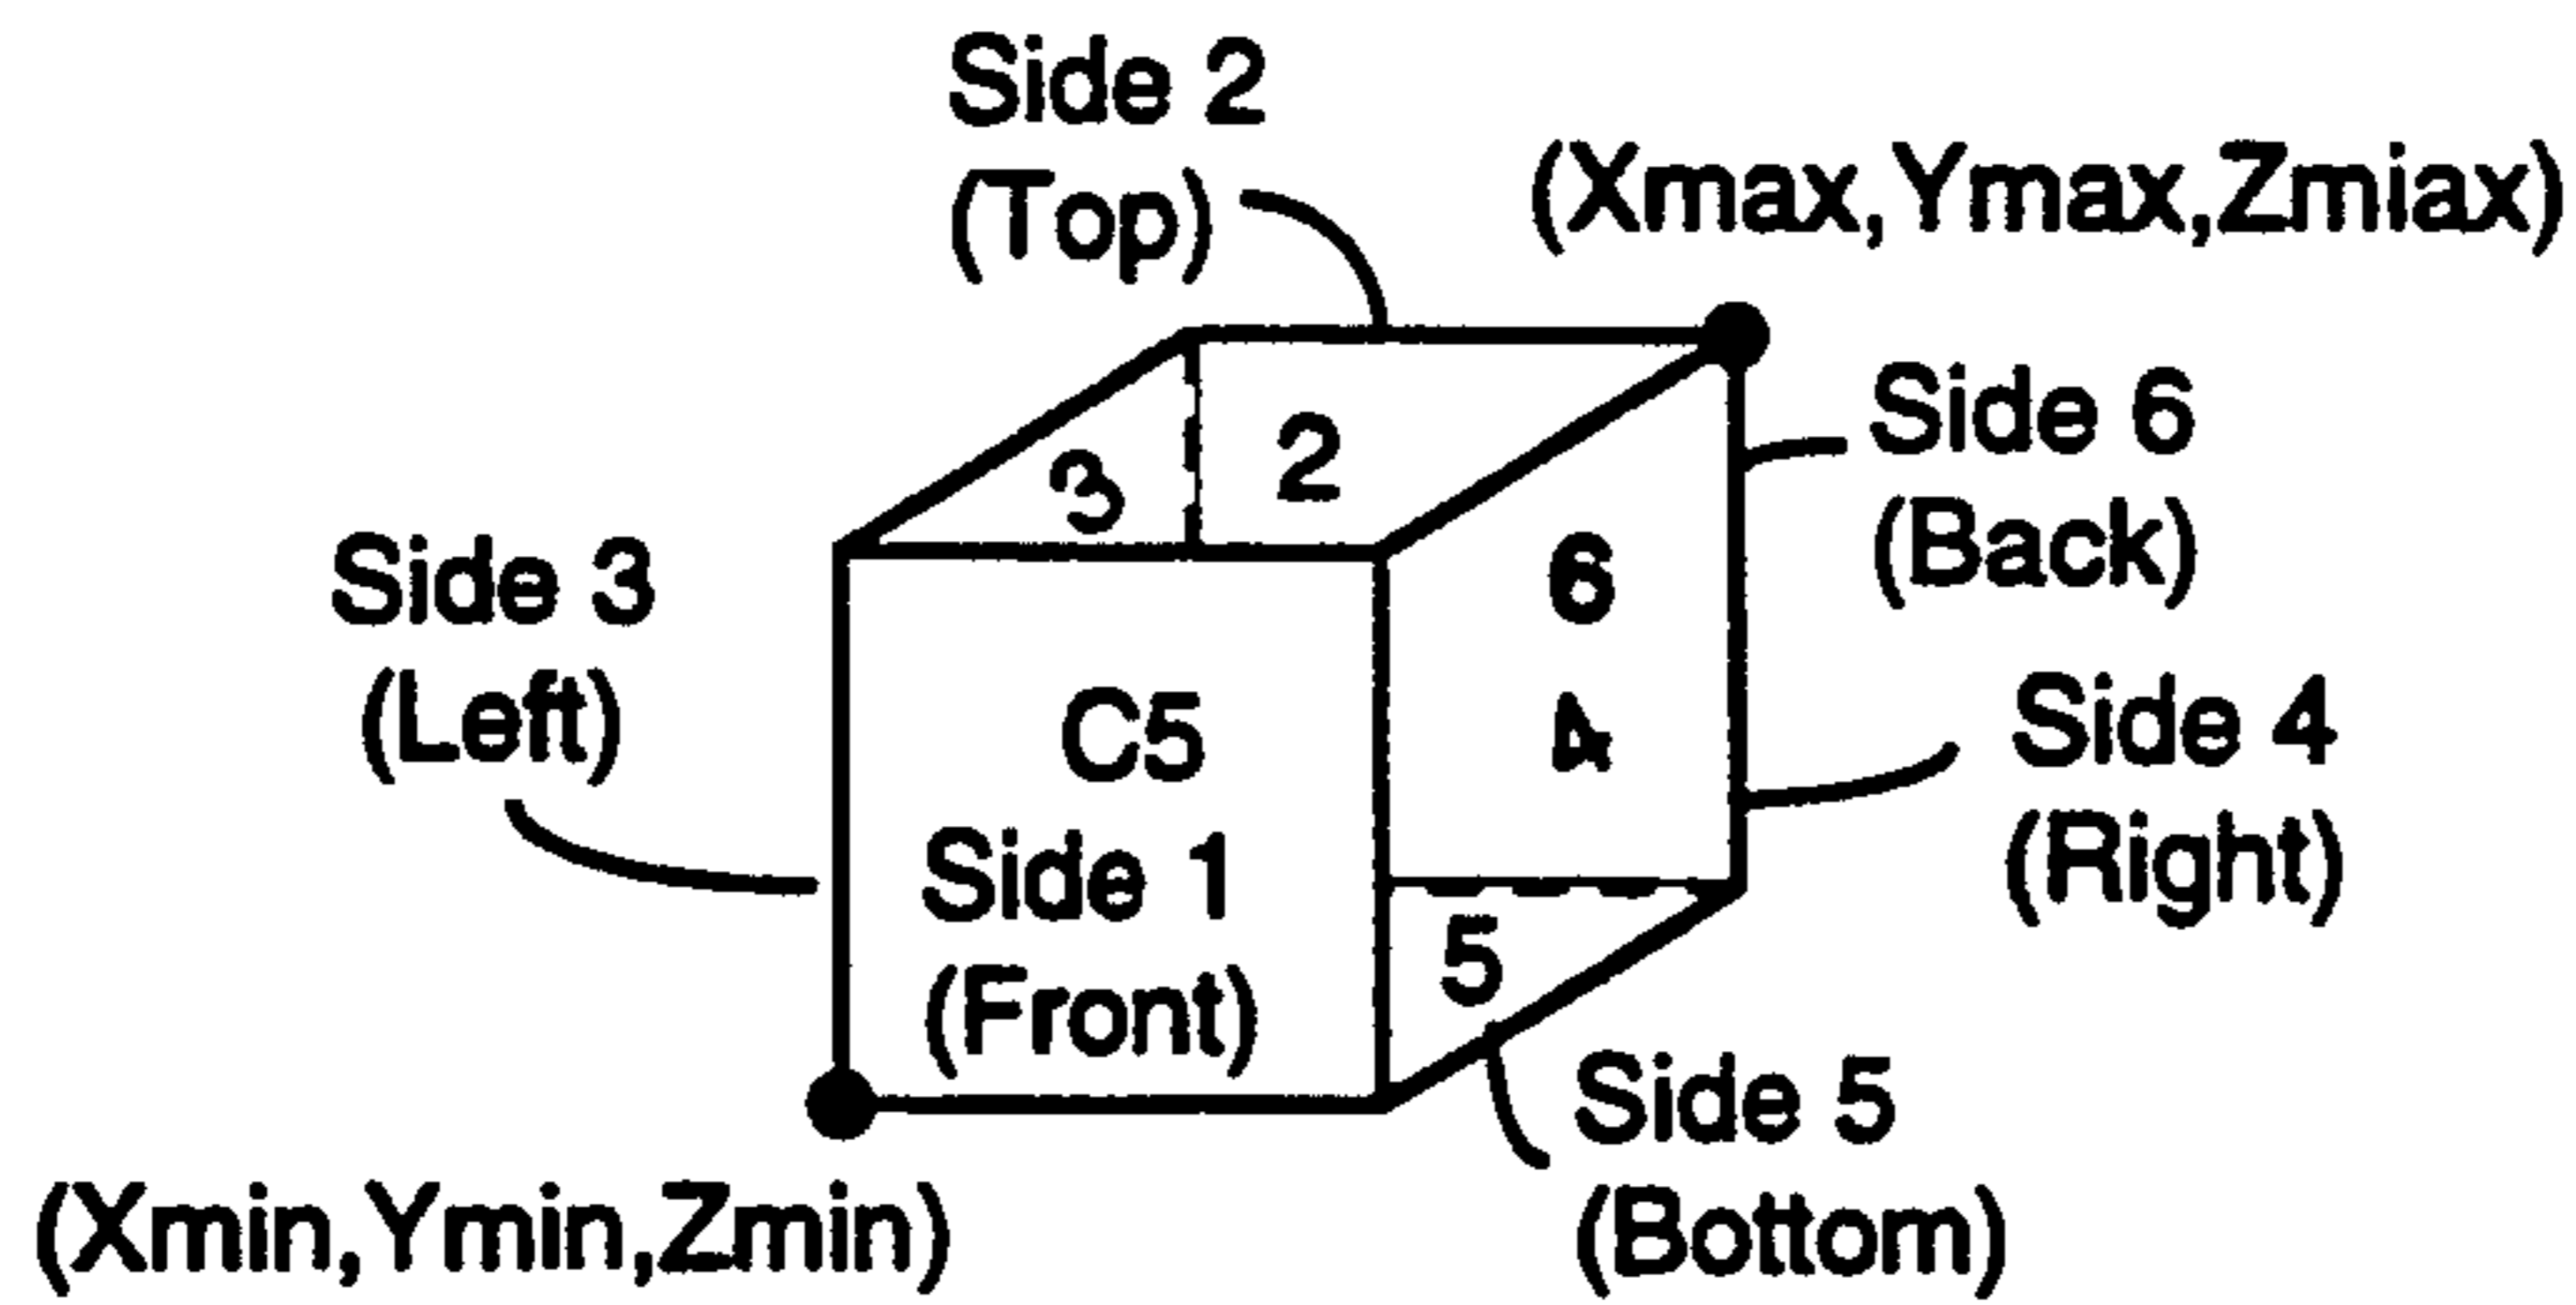 Side 2
(Top)
(Xmax,Ymax,Zmiax)
3
2
Side 6
(Back)
Side 3
(Left)
6
4
C5
Side 1
(Front)
Side 4
(Right)
5
Side 5
(Bottom)
(Xmin,Ymin,Zmin)